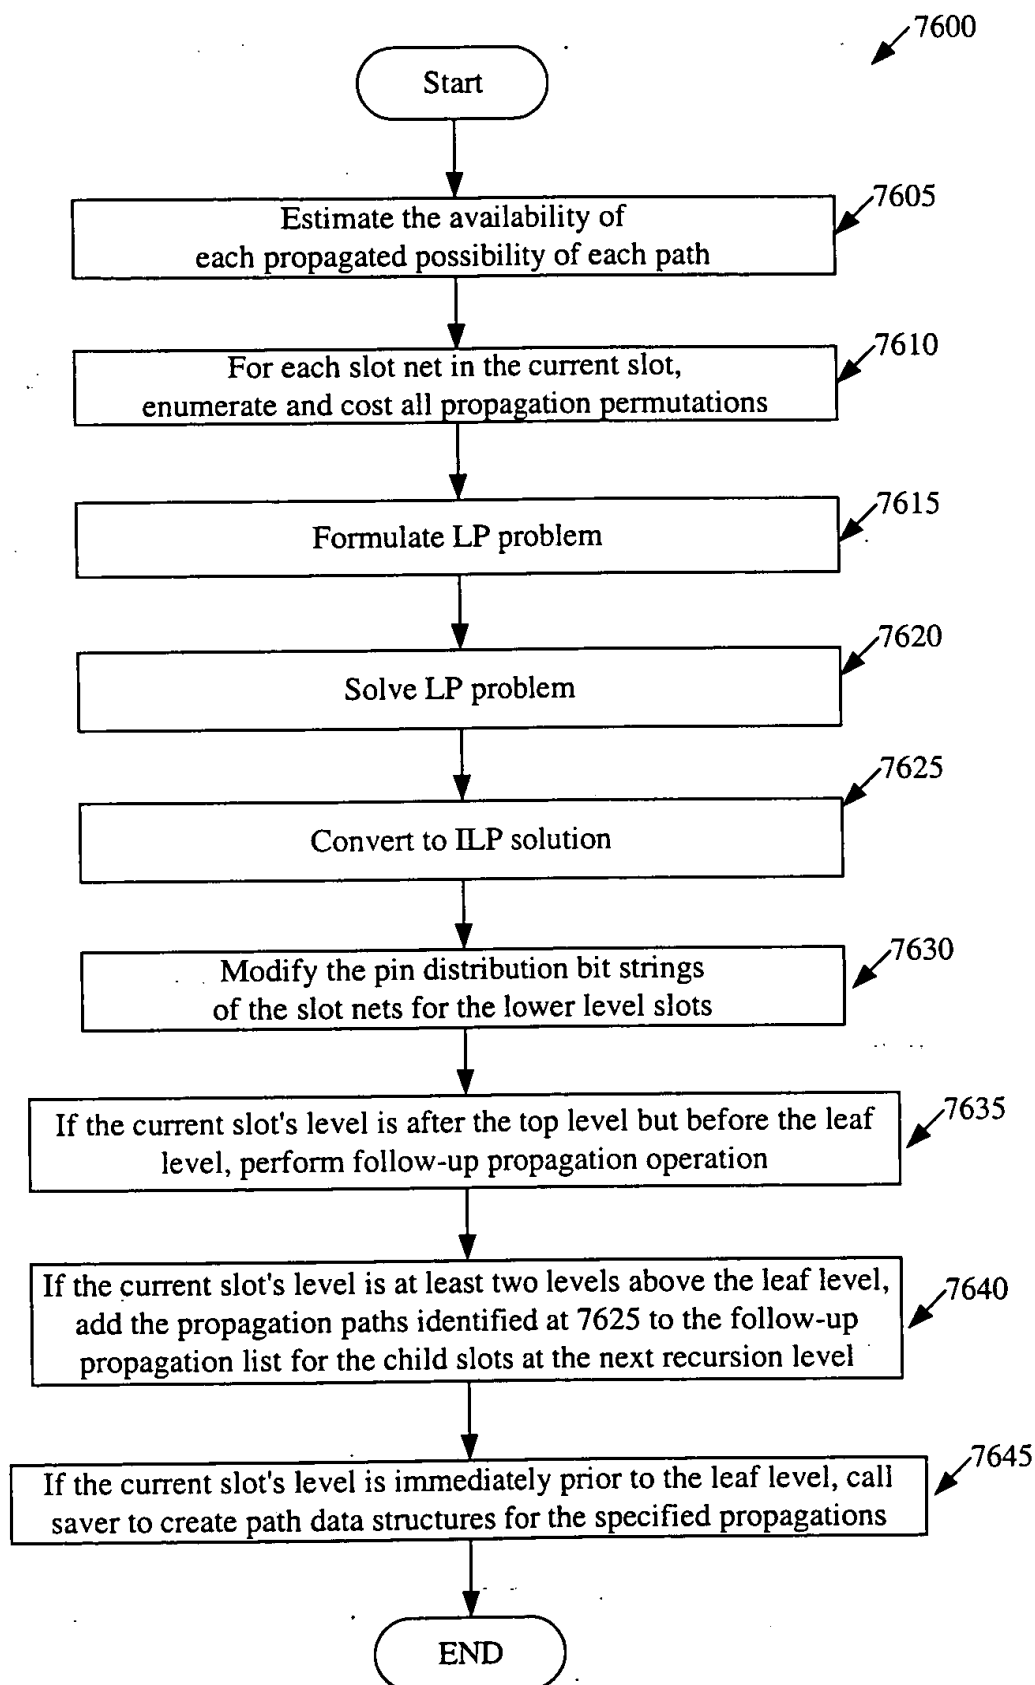 7600
Start
7605
Estimate the availability of
each propagated possibility of each path
7610
For each slot net in the current slot,
enumerate and cost all propagation permutations
7615
Formulate LP problem
7620
Solve LP problem
7625
Convert to ILP solution
7630
Modify the pin distribution bit strings
of the slot nets for the lower level slots
7635
If the current slot's level is after the top level but before the leaf
level, perform follow-up propagation operation
7640
If the current slot's level is at least two levels above the leaf level,
add the propagation paths identified at 7625 to the follow-up
propagation list for the child slots at the next recursion level
7645
If the current slot's level is immediately prior to the leaf level, call
saver to create path data structures for the specified propagations
END